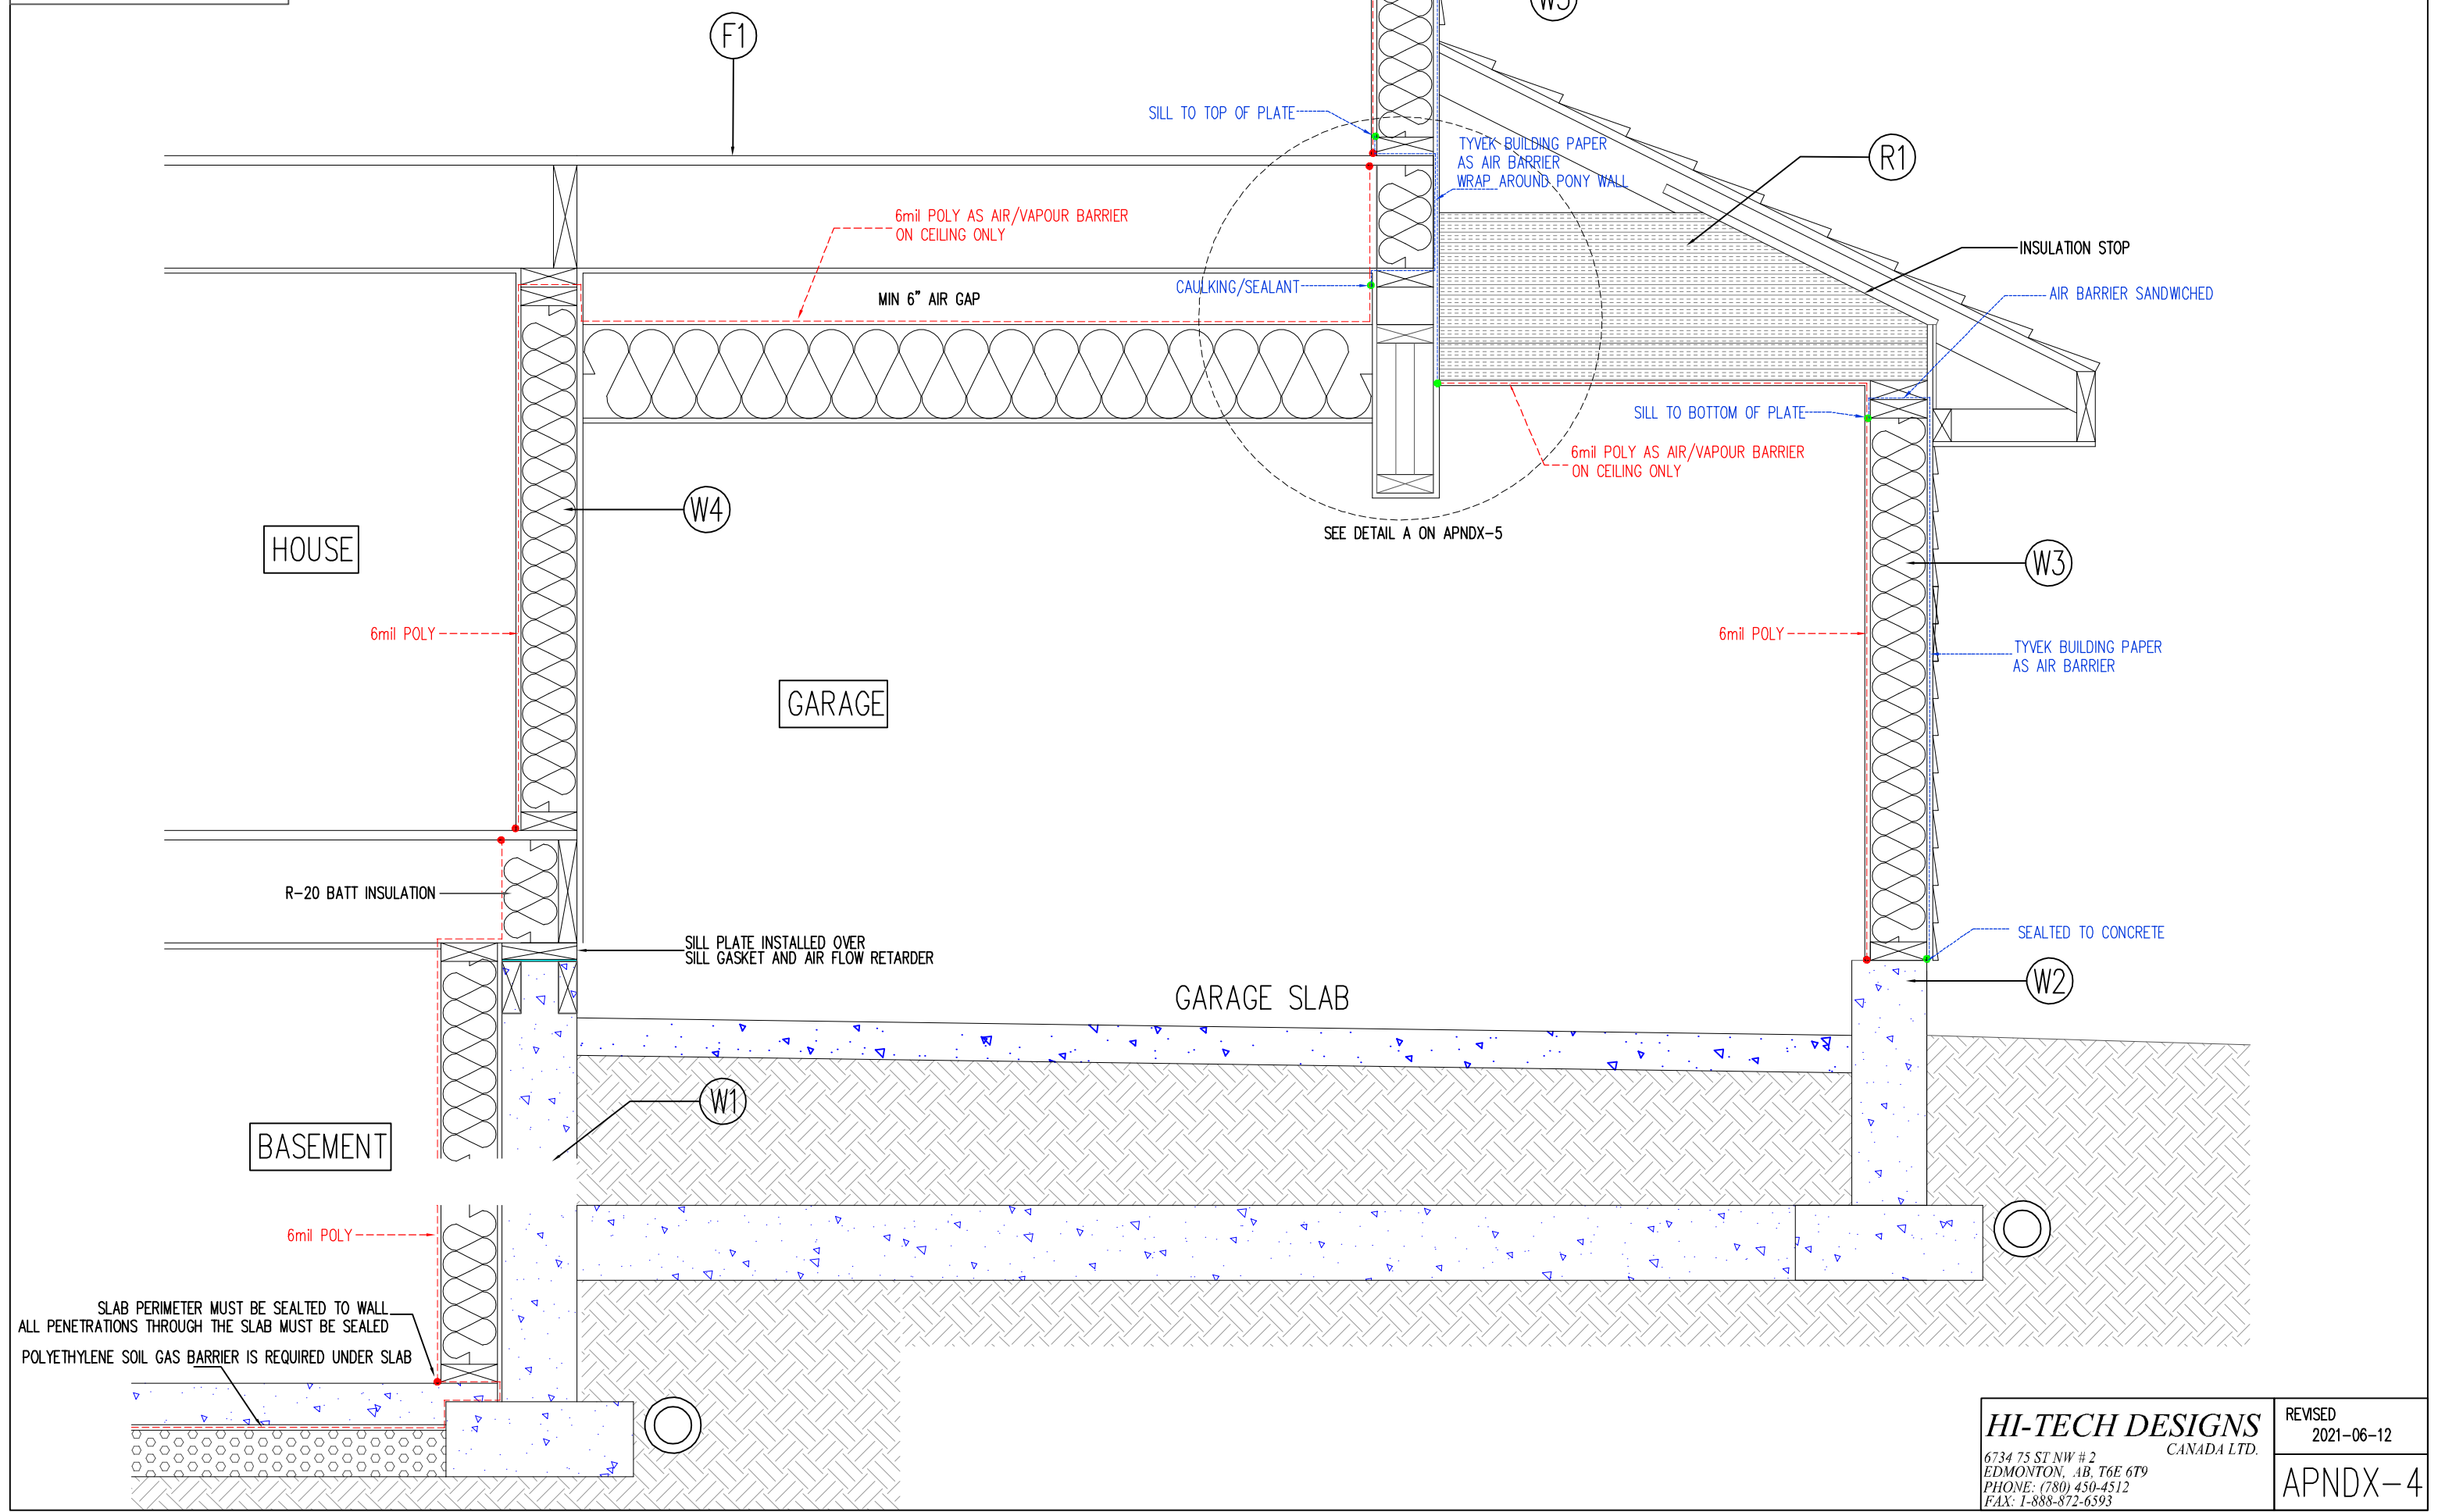 W5
F1
SILL TO TOP OF PLATE
TYVEK BUILDING PAPER
AS AIR BARRIER
WRAP AROUND PONY WALL
R1
6mil POLY AS AIR/VAPOUR BARRIER
ON CEILING ONLY
INSULATION STOP
CAULKING/SEALANT
MIN 6" AIR GAP
AIR BARRIER SANDWICHED
SILL TO BOTTOM OF PLATE
6mil POLY AS AIR/VAPOUR BARRIER
ON CEILING ONLY
W4
SEE DETAIL A ON APNDX-5
HOUSE
W3
6mil POLY
6mil POLY
TYVEK BUILDING PAPER
AS AIR BARRIER
GARAGE
R-20 BATT INSULATION
SILL PLATE INSTALLED OVER
SILL GASKET AND AIR FLOW RETARDER
SEALTED TO CONCRETE
GARAGE SLAB
W2
W1
BASEMENT
6mil POLY
SLAB PERIMETER MUST BE SEALTED TO WALL
ALL PENETRATIONS THROUGH THE SLAB MUST BE SEALED
POLYETHYLENE SOIL GAS BARRIER IS REQUIRED UNDER SLAB
HI-TECH DESIGNS
CANADA LTD.
6734 75 ST NW # 2
EDMONTON, AB, T6E 6T9
PHONE: (780) 450-4512
FAX: 1-888-872-6593
REVISED
2021-06-12
APNDX-4